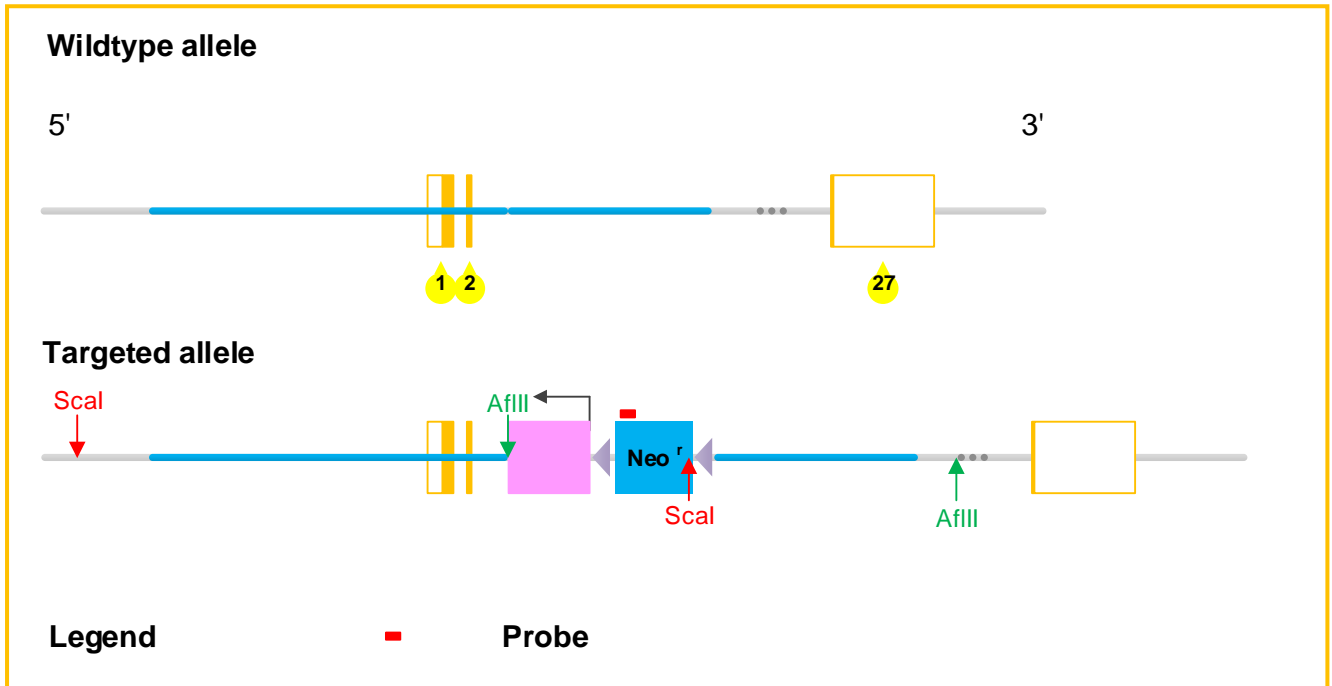 Wildtype allele
5' 3'
1 2 27
Targeted allele
ScaI AflII
Neo r
ScaI AflII
Legend Probe